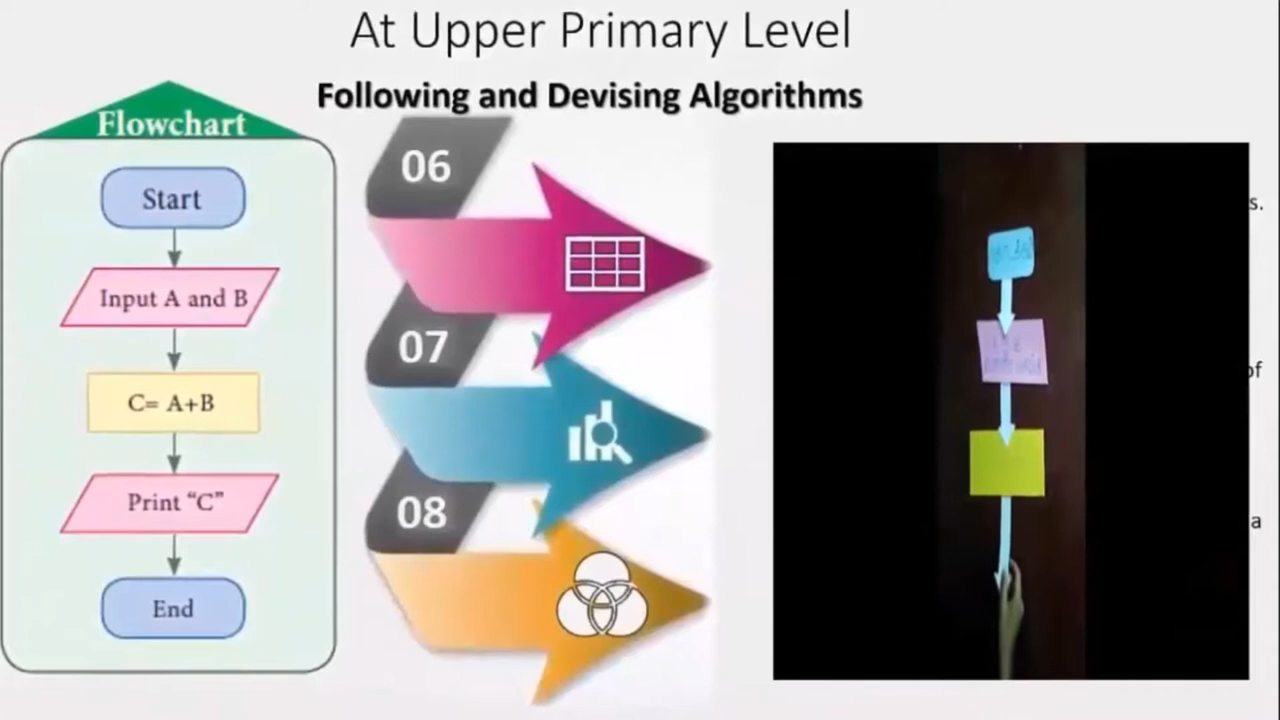 At Upper Primary Level
Following and Devising Algorithms
Flowchart
Start
Input A and B
C= A+B
Print “C”
End
06
07
08
s.
of
a